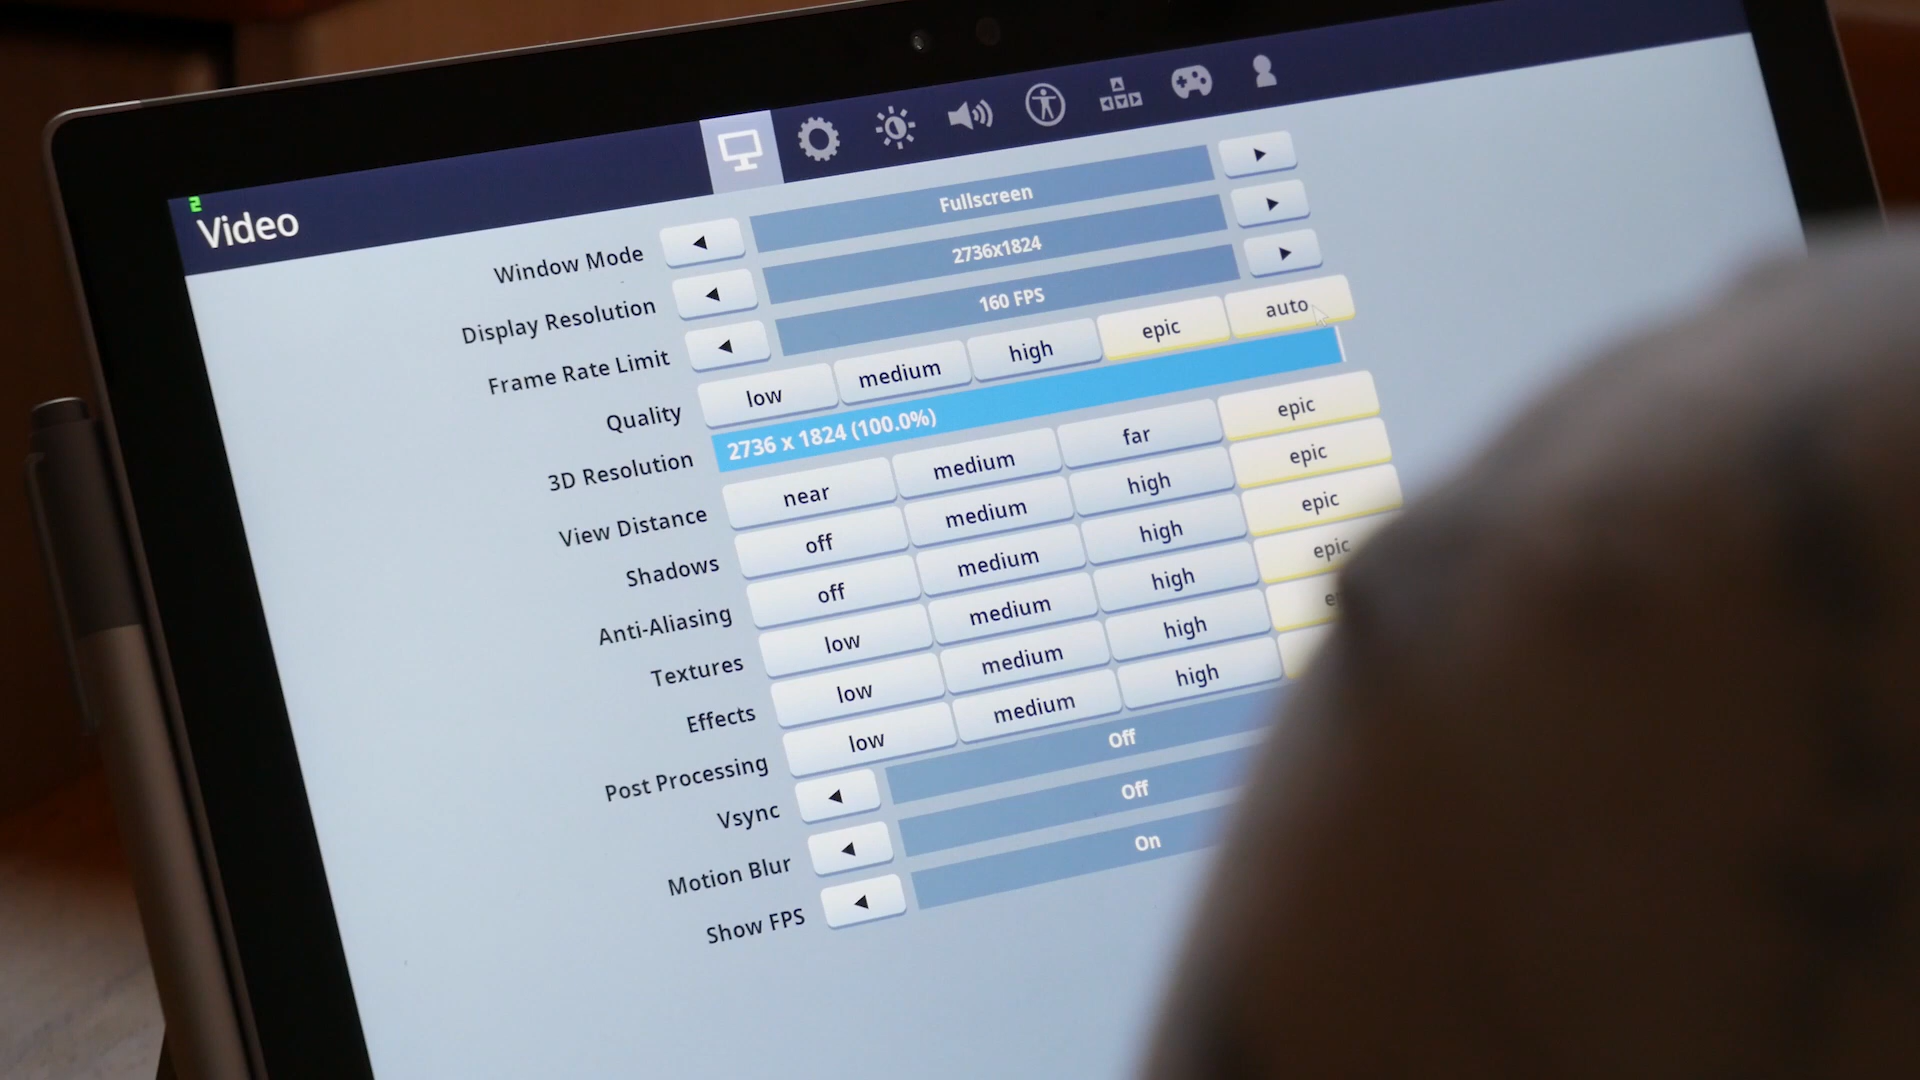 2
Video
Window Mode Fullscreen
Display Resolution 2736x1824
Frame Rate Limit 160 FPS
Quality low medium high epic auto
3D Resolution 2736 x 1824 (100.0%)
View Distance near medium far epic
Shadows off medium high epic
Anti-Aliasing off medium high epic
Textures low medium high epic
Effects low medium high
Post Processing low medium high
Vsync Off
Motion Blur Off
Show FPS On